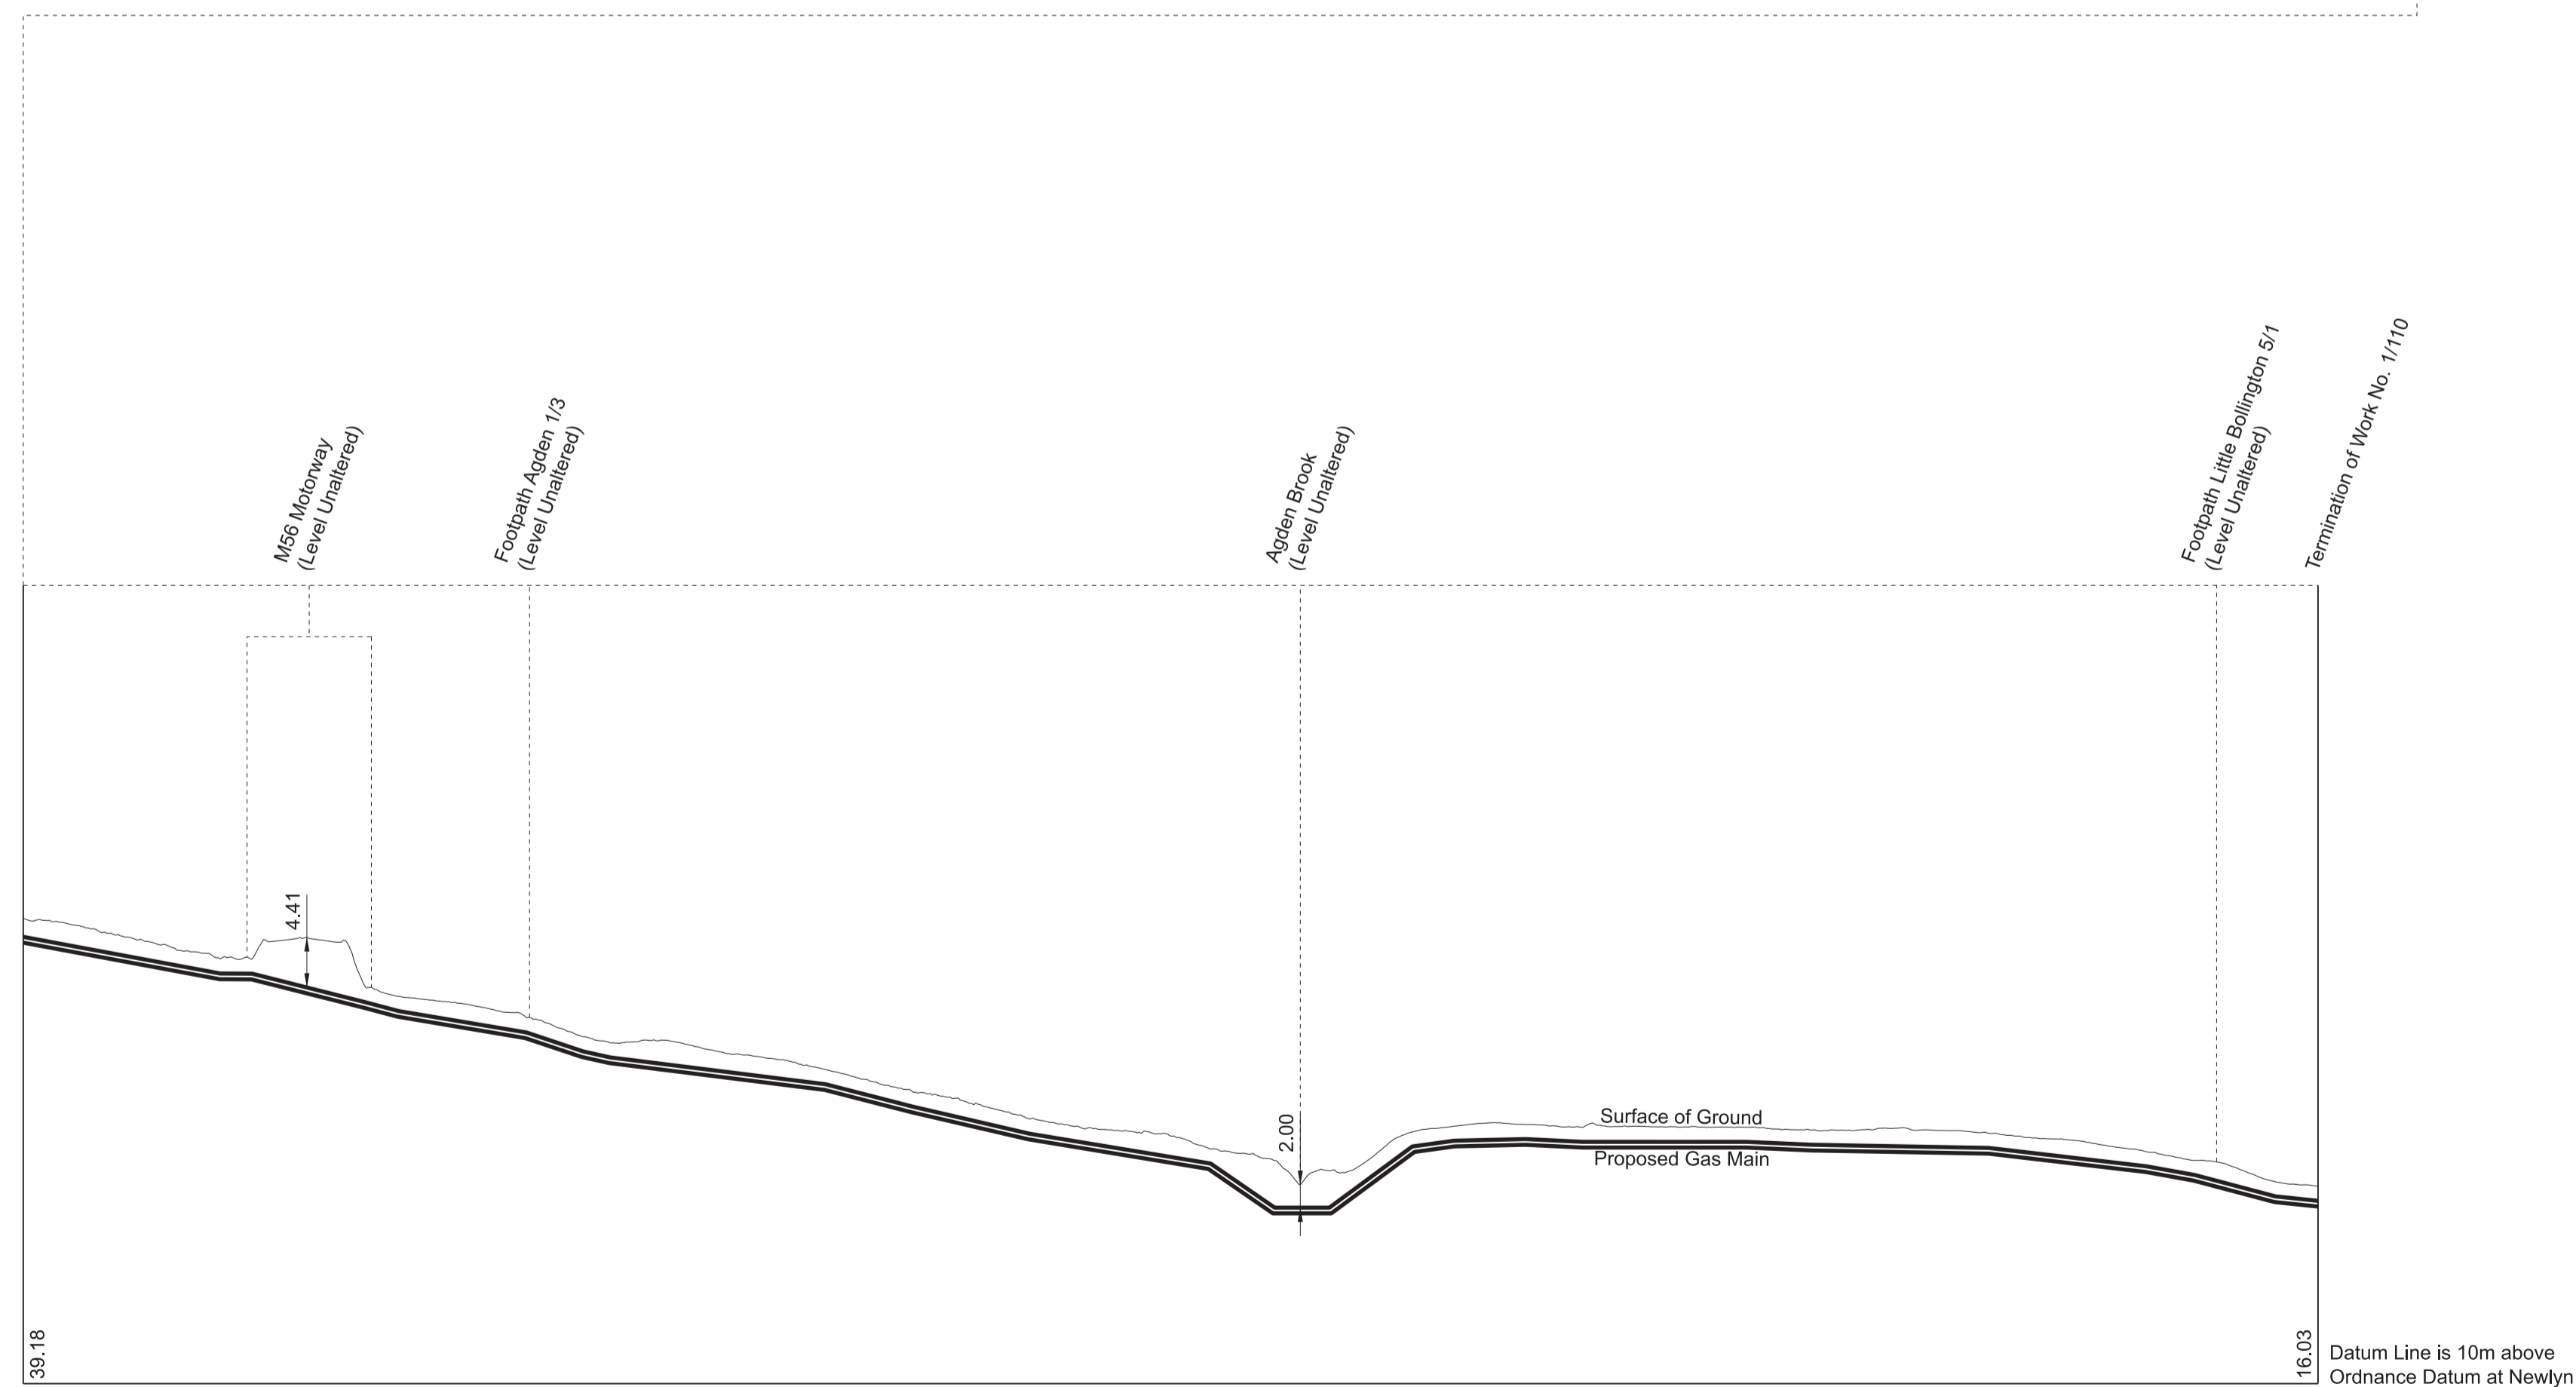 M56 Motorway
(Level Unaltered)
Footpath Agden 1/3
(Level Unaltered)
Agden Brook
(Level Unaltered)
Footpath Little Bollington 5/1
(Level Unaltered)
Termination of Work No. 1/110
4.41
2.00
Surface of Ground
Proposed Gas Main
39.18
16.03
Datum Line is 10m above
Ordnance Datum at Newlyn